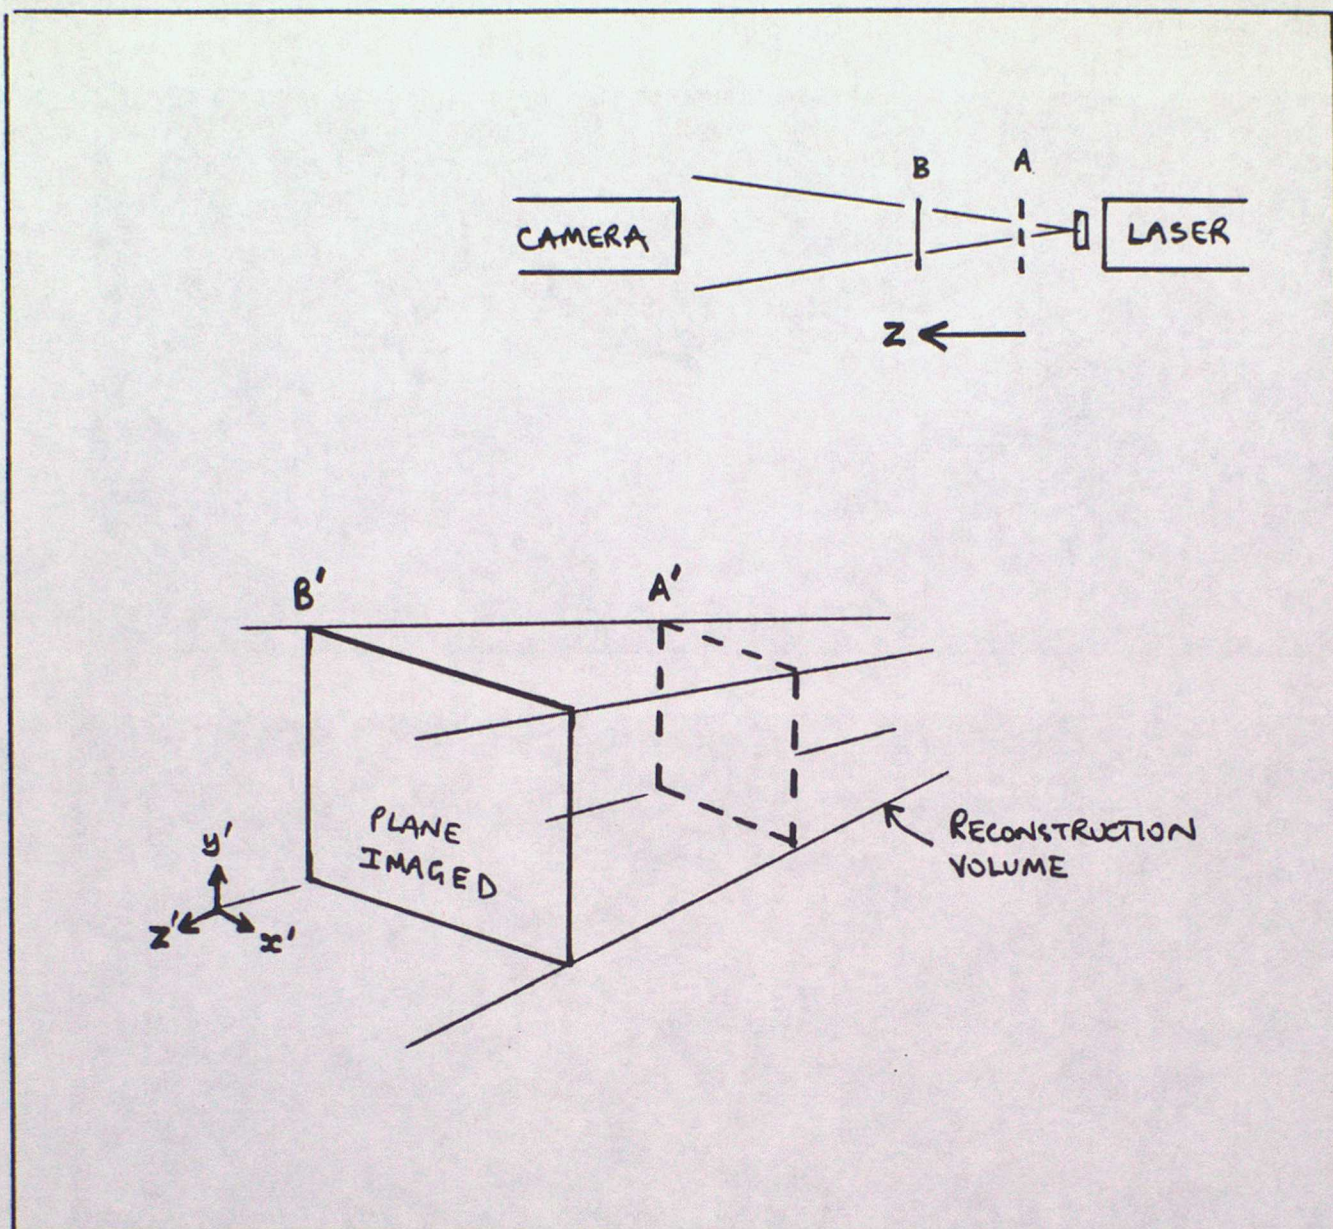 B A
CAMERA LASER
Z
B' A'
PLANE
IMAGED
RECONSTRUCTION
VOLUME
y'
z' x'